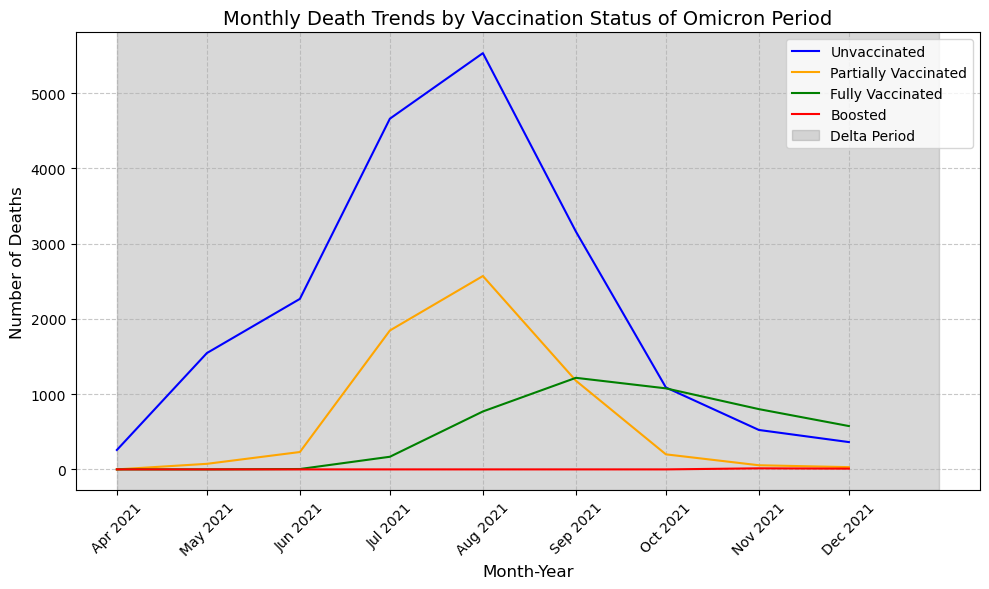 Monthly Death Trends by Vaccination Status of Omicron Period
Unvaccinated
Partially Vaccinated
Fully Vaccinated
Boosted
Delta Period
Number of Deaths
5000
4000
3000
2000
1000
0
Apr 2021
May 2021
Jun 2021
Jul 2021
Aug 2021
Sep 2021
Oct 2021
Nov 2021
Dec 2021
Month-Year